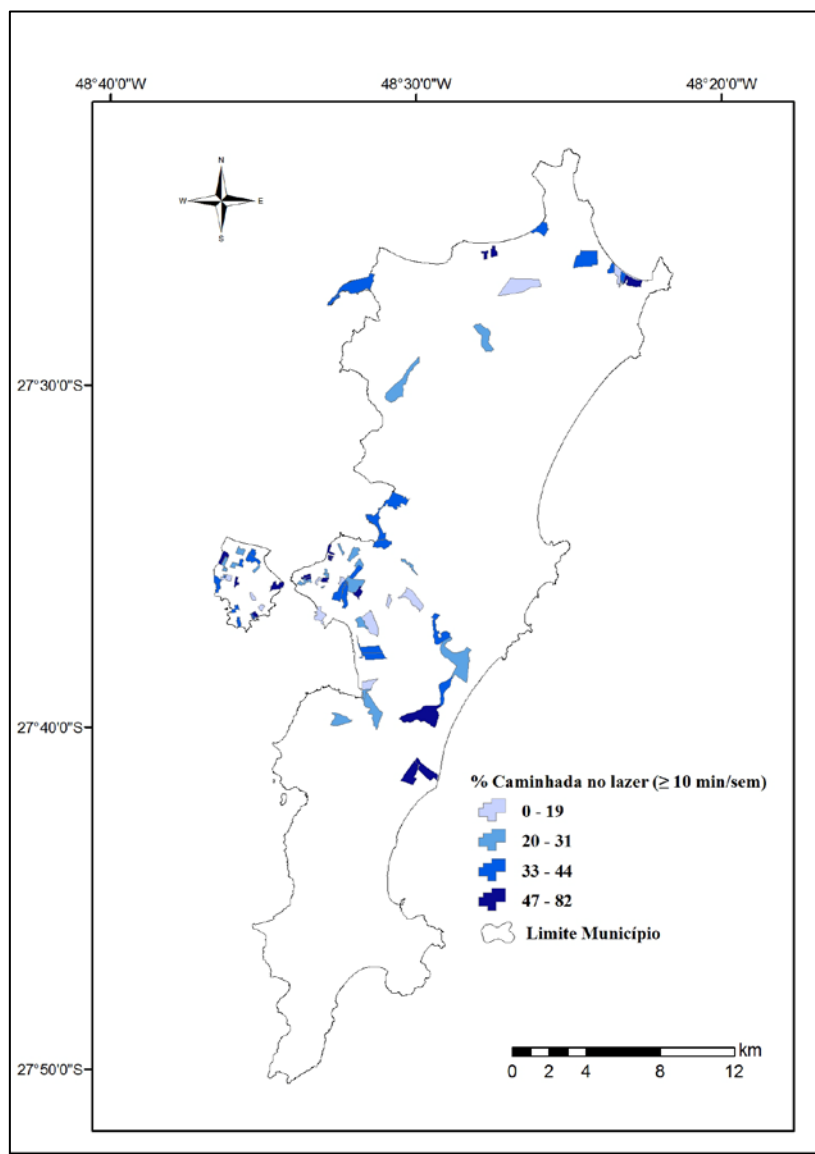 48°40'0"W 48°30'0"W 48°20'0"W
N
W E
S
27°30'0"S
27°40'0"S
% Caminhada no lazer (≥ 10 min/sem)
0 - 19
20 - 31
33 - 44
47 - 82
Limite Município
27°50'0"S
km
0 2 4 8 12